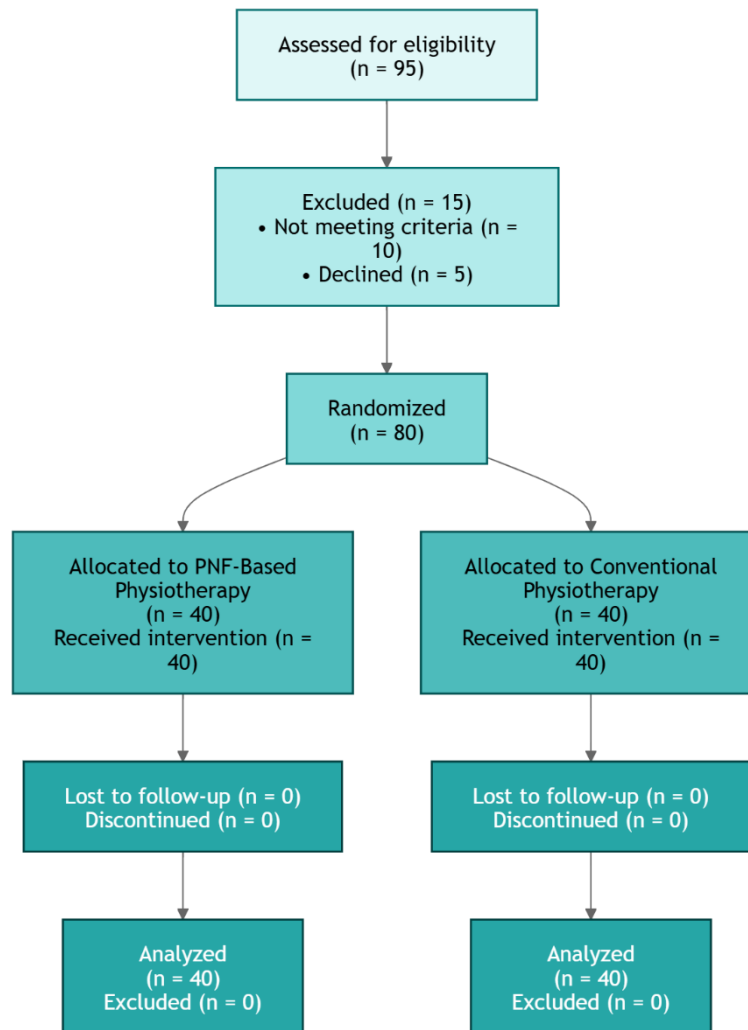 Assessed for eligibility
(n = 95)
Excluded (n = 15)
• Not meeting criteria (n =
10)
• Declined (n = 5)
Randomized
(n = 80)
Allocated to PNF-Based
Physiotherapy
(n = 40)
Received intervention (n =
40)
Allocated to Conventional
Physiotherapy
(n = 40)
Received intervention (n =
40)
Lost to follow-up (n = 0)
Discontinued (n = 0)
Lost to follow-up (n = 0)
Discontinued (n = 0)
Analyzed
(n = 40)
Excluded (n = 0)
Analyzed
(n = 40)
Excluded (n = 0)